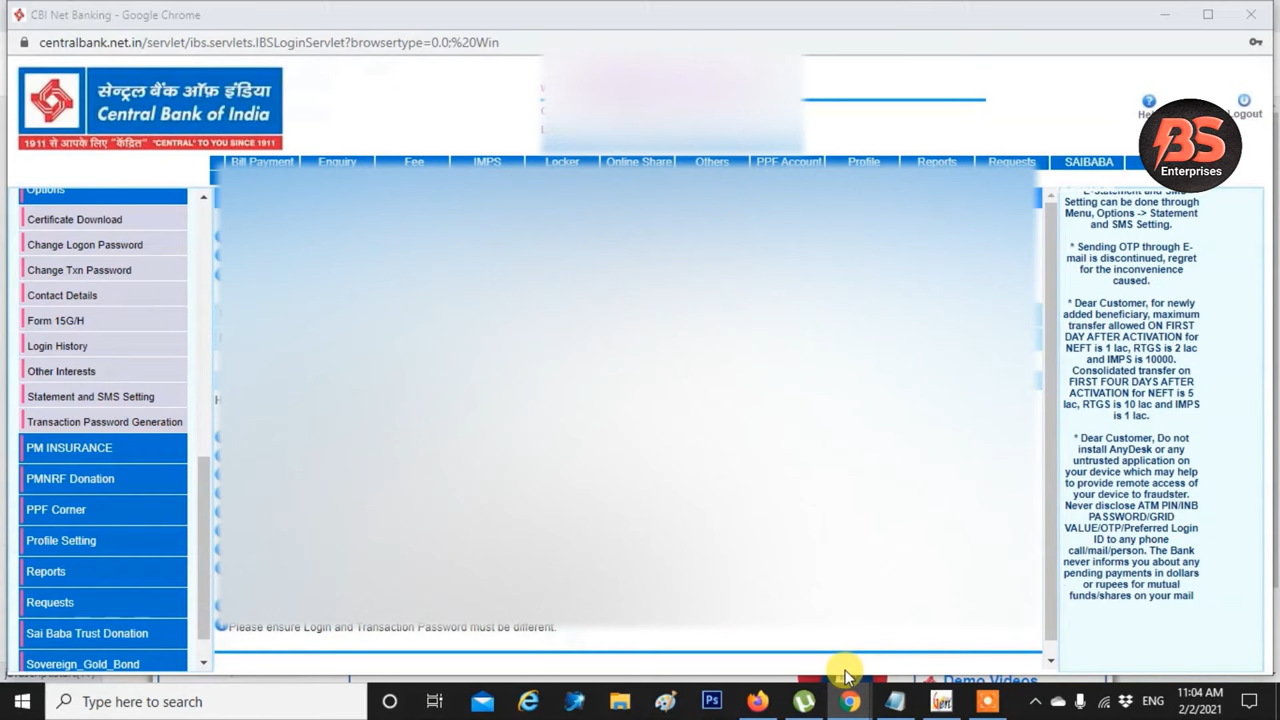 CBI Net Banking - Google Chrome
centralbank.net.in/servlet/ibs.servlets.IBSLoginServlet?browsertype=0.0;%20Win
सेन्ट्रल बैंक ऑफ़ इंडिया
Central Bank of India
1911 से आपके लिए "केंद्रित" "CENTRAL" TO YOU SINCE 1911
Logout
BS
Enterprises
Bill Payment
Enquiry
Fee
IMPS
Locker
Online Share
Others
PPF Account
Profile
Reports
Requests
SAIBABA
Options
Certificate Download
Change Logon Password
Change Txn Password
Contact Details
Form 15G/H
Login History
Other Interests
Statement and SMS Setting
Transaction Password Generation
PM INSURANCE
PMNRF Donation
PPF Corner
Profile Setting
Reports
Requests
Sai Baba Trust Donation
Sovereign_Gold_Bond
Please ensure Login and Transaction Password must be different.
E-Statement and SMS
Setting can be done through
Menu, Options -> Statement
and SMS Setting.
* Sending OTP through E-
mail is discontinued, regret
for the inconvenience
caused.
* Dear Customer, for newly
added beneficiary, maximum
transfer allowed ON FIRST
DAY AFTER ACTIVATION for
NEFT is 1 lac, RTGS is 2 lac
and IMPS is 10000.
Consolidated transfer on
FIRST FOUR DAYS AFTER
ACTIVATION for NEFT is 5
lac, RTGS is 10 lac and IMPS
is 1 lac.
* Dear Customer, Do not
install AnyDesk or any
untrusted application on
your device which may help
to provide remote access of
your device to fraudster.
Never disclose ATM PIN/INB
PASSWORD/GRID
VALUE/OTP/Preferred Login
ID to any phone
call/mail/person. The Bank
never informs you about any
pending payments in dollars
or rupees for mutual
funds/shares on your mail
Demo Videos
Type here to search
Ps
ENG
11:04 AM
2/2/2021